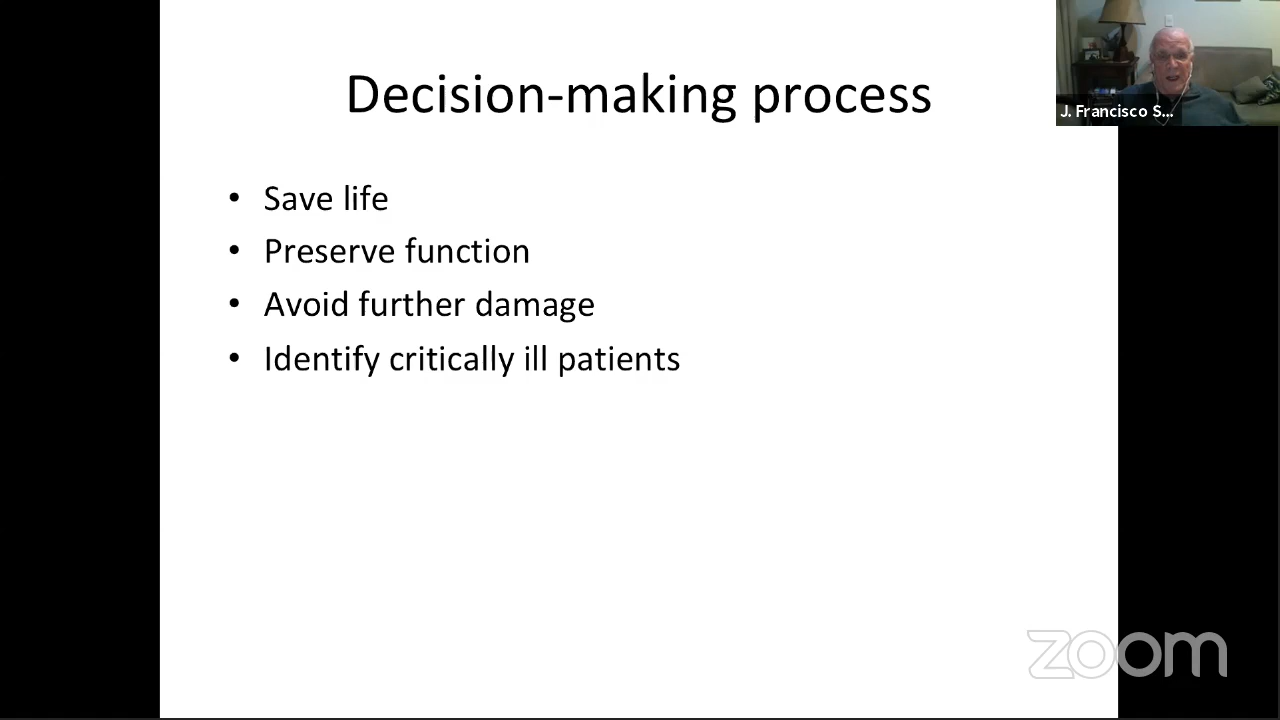 Decision-making process
J. Francisco S...
• Save life
• Preserve function
• Avoid further damage
• Identify critically ill patients
zoom